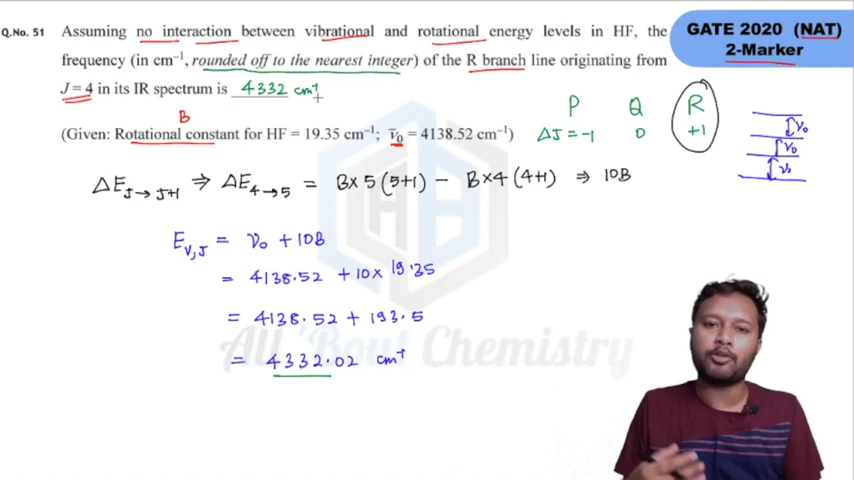 Q.No. 51 Assuming no interaction between vibrational and rotational energy levels in HF, the
frequency (in cm⁻¹, rounded off to the nearest integer) of the R branch line originating from
J = 4 in its IR spectrum is 4332 cm⁻¹
(Given: Rotational constant for HF = 19.35 cm⁻¹; ν̄₀ = 4138.52 cm⁻¹)
B
GATE 2020 (NAT)
2-Marker
P Q R
ΔJ = -1 0 +1
ν₀
ν₀
ν₀
ΔE J→J+1 ⇒ ΔE 4→5 = B×5(5+1) - B×4(4+1) ⇒ 10B
E V,J = ν₀ + 10B
= 4138.52 + 10×19.35
= 4138.52 + 193.5
= 4332.02 cm⁻¹
All 'Bout Chemistry